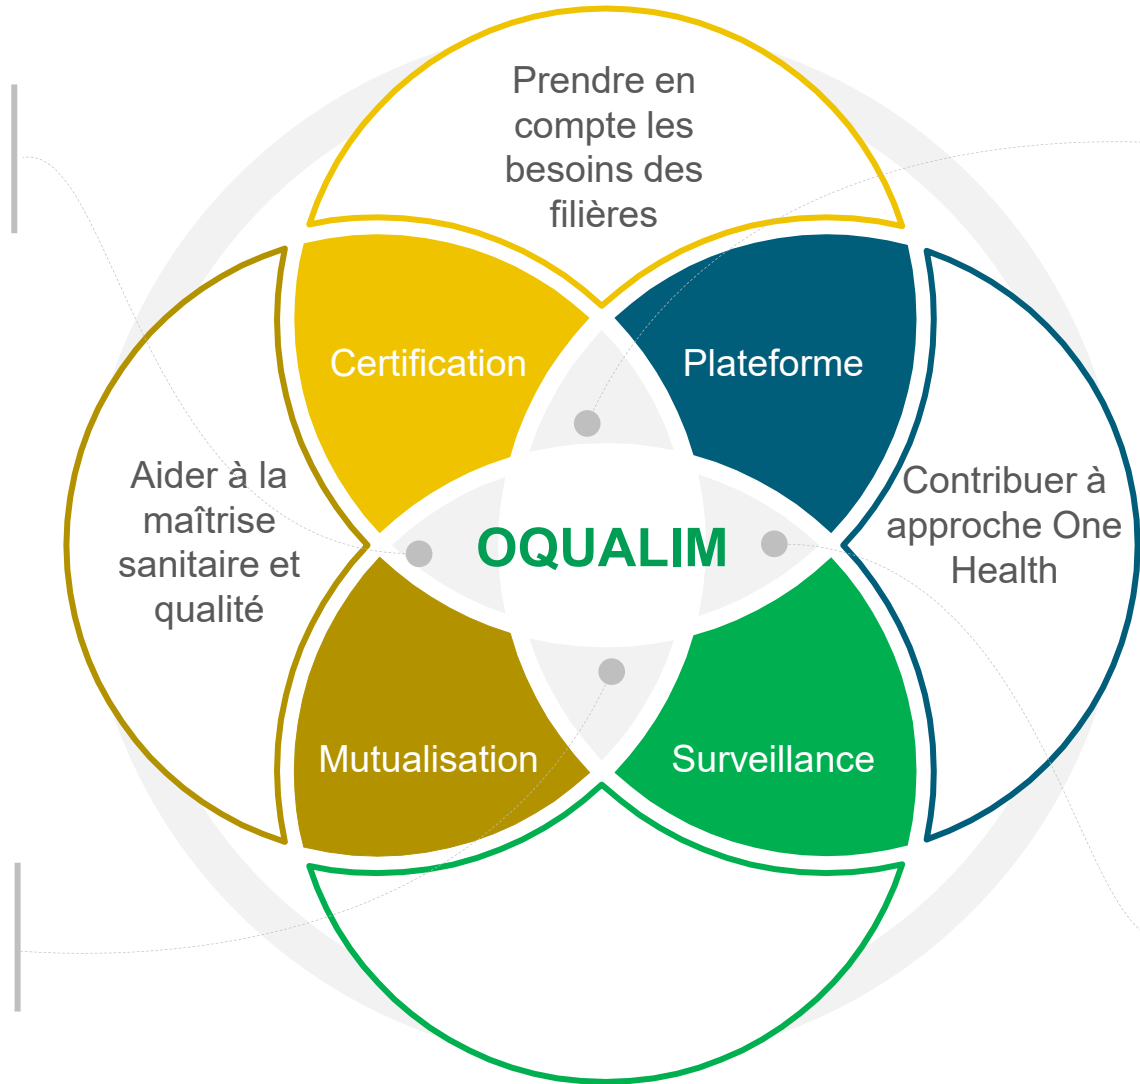 Prendre en
compte les
besoins des
filières
Certification
Plateforme
Aider à la
maîtrise
sanitaire et
qualité
OQUALIM
Contribuer à
approche One
Health
Mutualisation
Surveillance